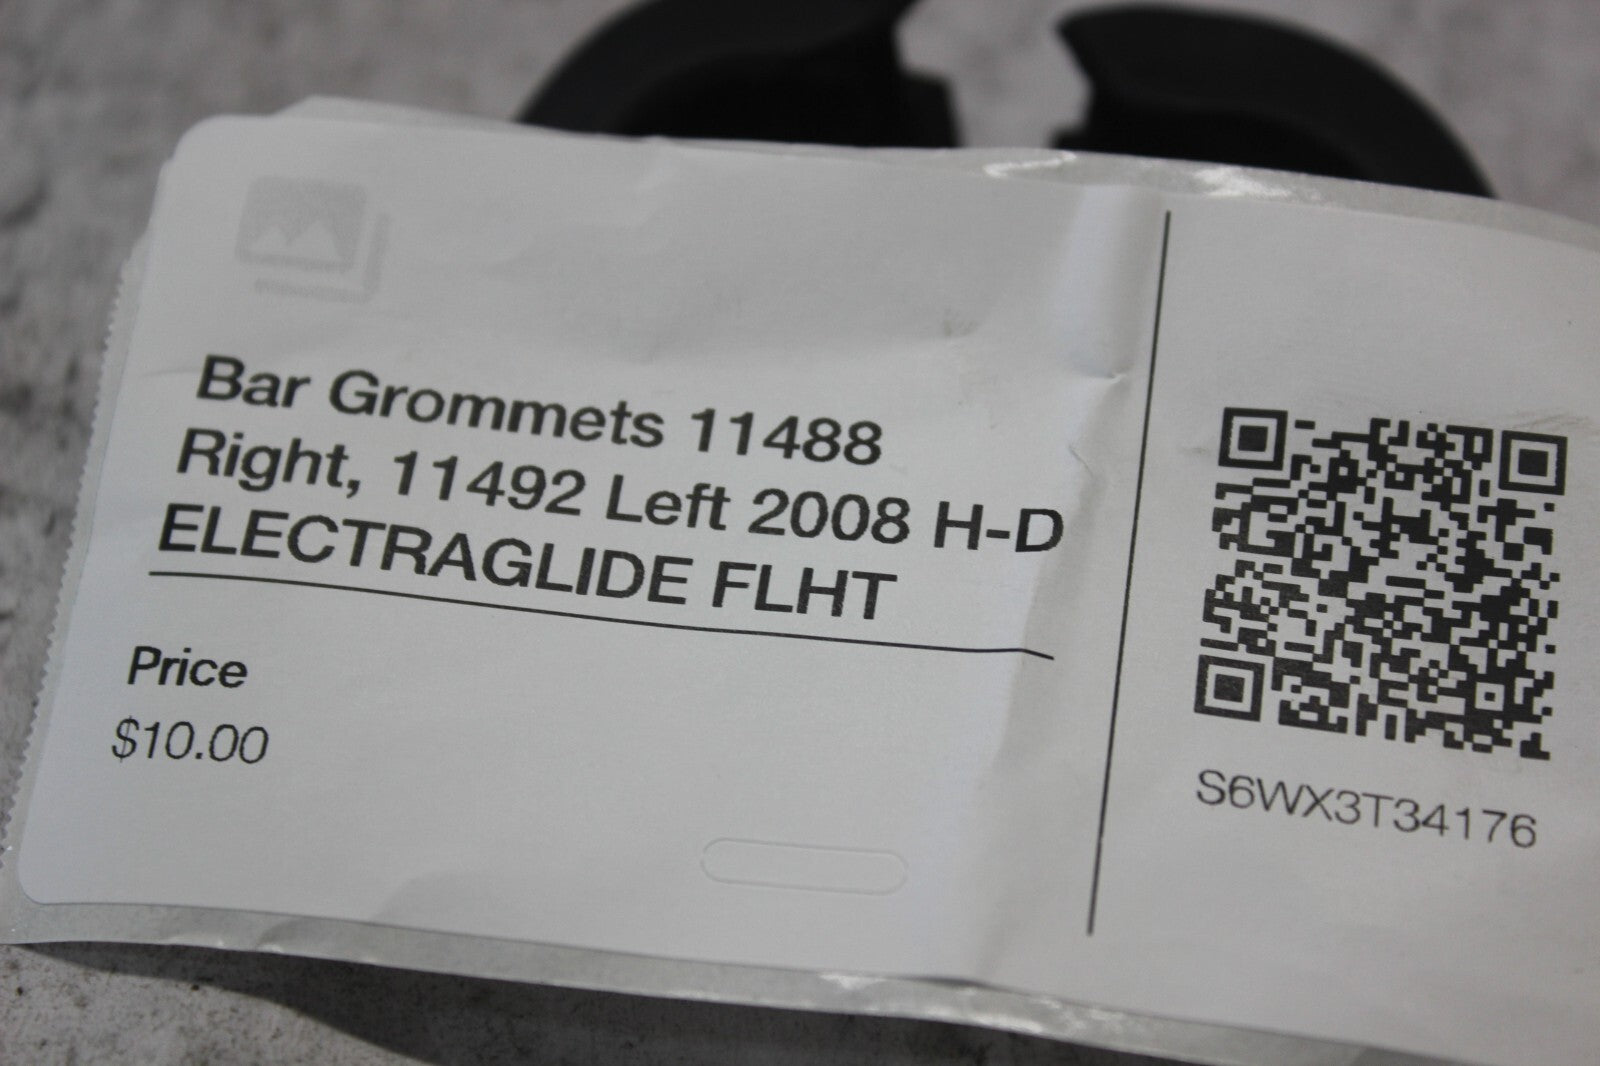 Bar Grommets 11488
Right, 11492 Left 2008 H-D
ELECTRAGLIDE FLHT
Price
$10.00
S6WX3T34176